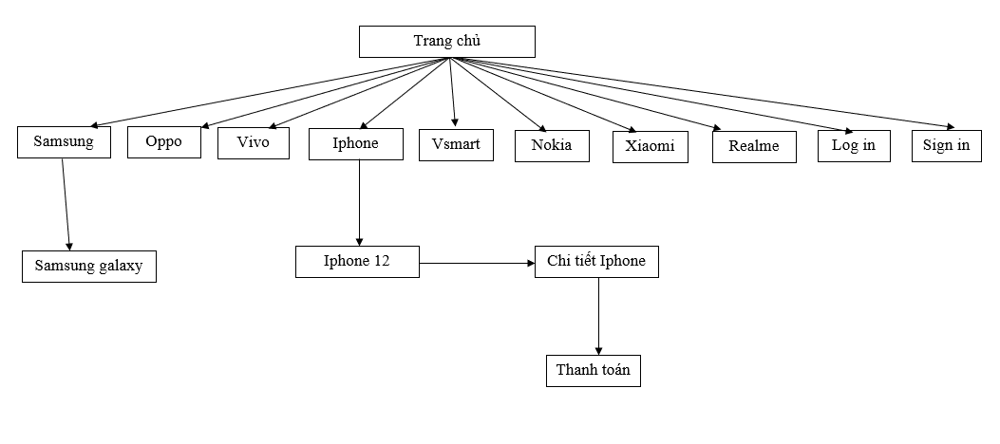 Trang chủ
Samsung
Oppo
Vivo
Iphone
Vsmart
Nokia
Xiaomi
Realme
Log in
Sign in
Samsung galaxy
Iphone 12
Chi tiết Iphone
Thanh toán